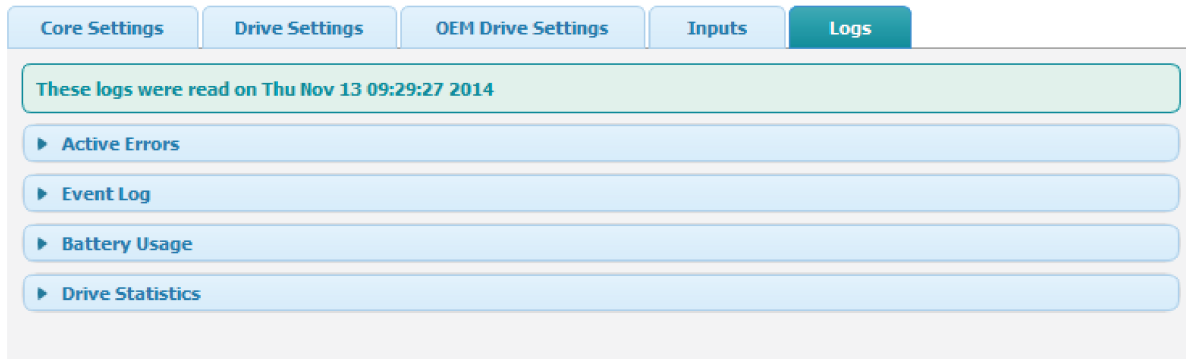 Core Settings Drive Settings OEM Drive Settings Inputs Logs
These logs were read on Thu Nov 13 09:29:27 2014
Active Errors
Event Log
Battery Usage
Drive Statistics